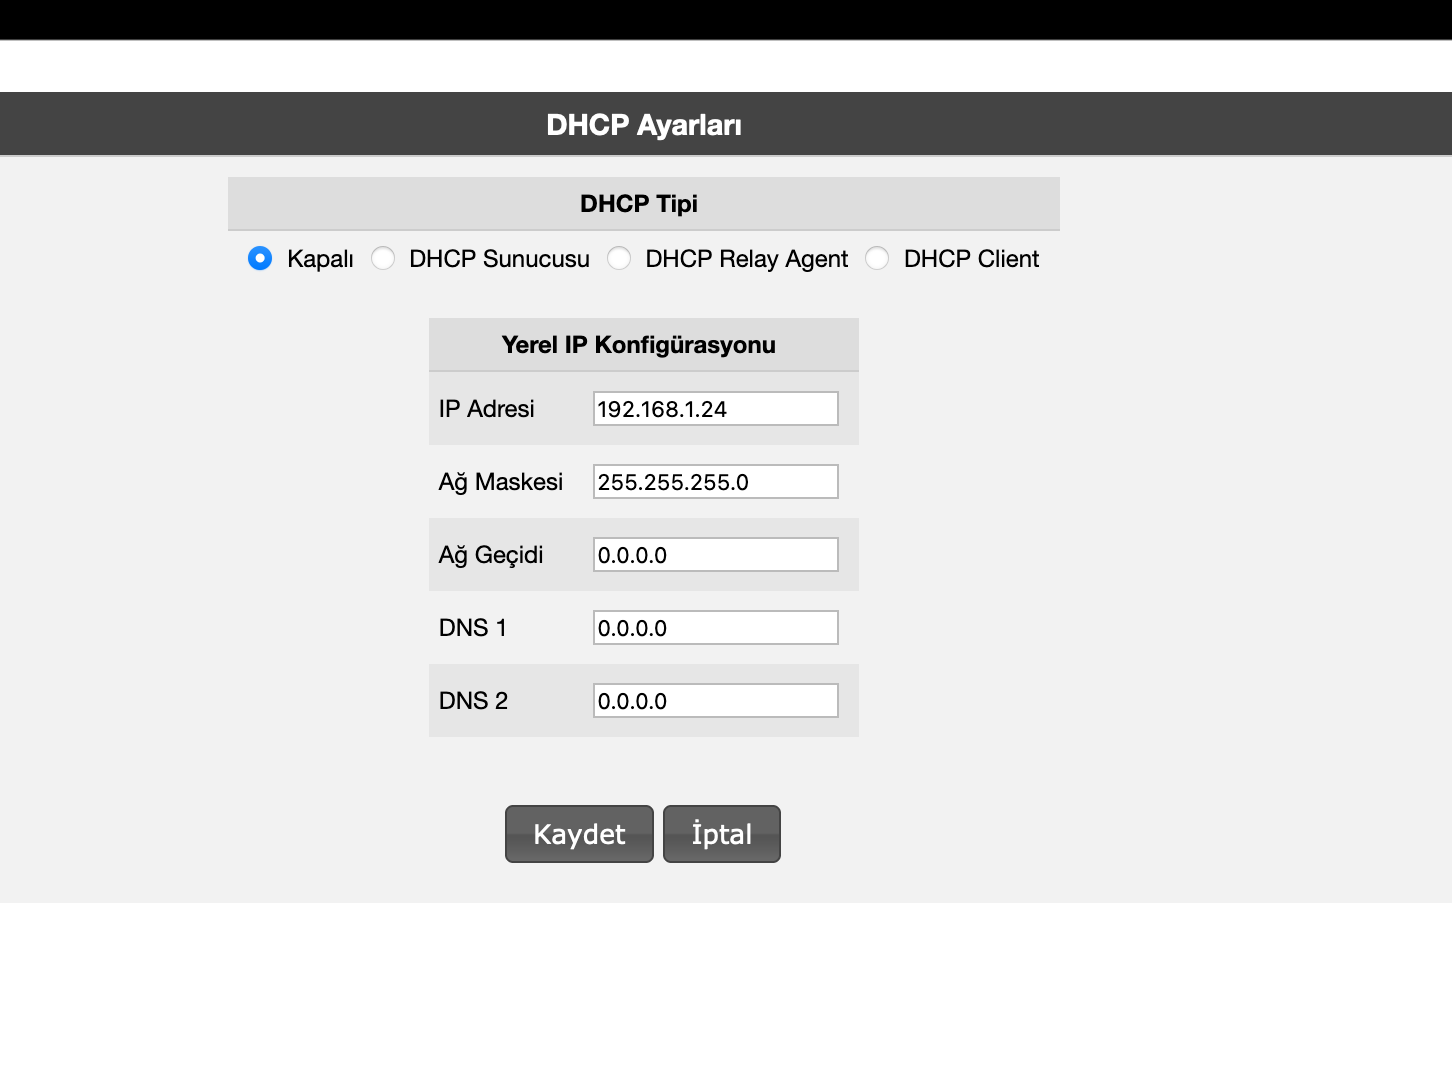 DHCP Ayarları
DHCP Tipi
Kapalı DHCP Sunucusu DHCP Relay Agent DHCP Client
Yerel IP Konfigürasyonu
IP Adresi 192.168.1.24
Ağ Maskesi 255.255.255.0
Ağ Geçidi 0.0.0.0
DNS 1 0.0.0.0
DNS 2 0.0.0.0
Kaydet İptal